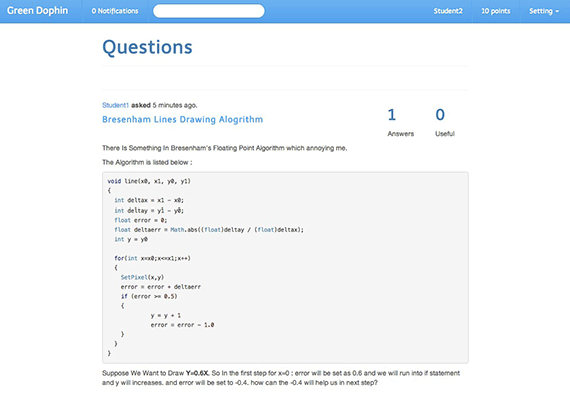 Green Dophin 0 Notifications Student2 10 points Setting
Questions
Student1 asked 5 minutes ago.
Bresenham Lines Drawing Alogrithm
1 0
Answers Useful
There Is Something In Bresenham's Floating Point Algorithm which annoying me.
The Algorithm is listed below :
void line(x0, x1, y0, y1)
{
int deltax = x1 - x0;
int deltay = y1 - y0;
float error = 0;
float deltaerr = Math.abs((float)deltay / (float)deltax);
int y = y0
for(int x=x0;x<=x1;x++)
{
SetPixel(x,y)
error = error + deltaerr
if (error >= 0.5)
{
y = y + 1
error = error - 1.0
}
}
}
Suppose We Want to Draw Y=0.6X. So In the first step for x=0 : error will be set as 0.6 and we will run into if statement
and y will increases. and error will be set to -0.4. how can the -0.4 will help us in next step?